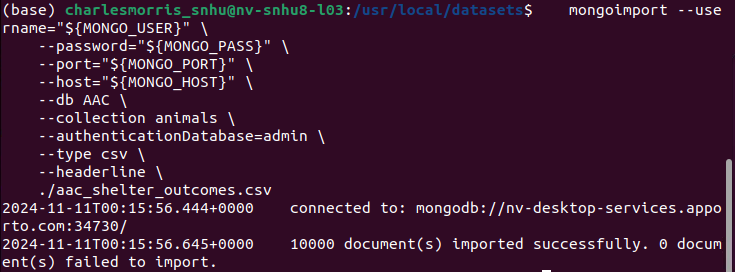 (base) charlesmorris_snhu@nv-snhu8-l03:/usr/local/datasets$    mongoimport --use
rname="${MONGO_USER}" \
    --password="${MONGO_PASS}" \
    --port="${MONGO_PORT}" \
    --host="${MONGO_HOST}" \
    --db AAC \
    --collection animals \
    --authenticationDatabase=admin \
    --type csv \
    --headerline \
    ./aac_shelter_outcomes.csv
2024-11-11T00:15:56.444+0000    connected to: mongodb://nv-desktop-services.appo
rto.com:34730/
2024-11-11T00:15:56.645+0000    10000 document(s) imported successfully. 0 docum
ent(s) failed to import.